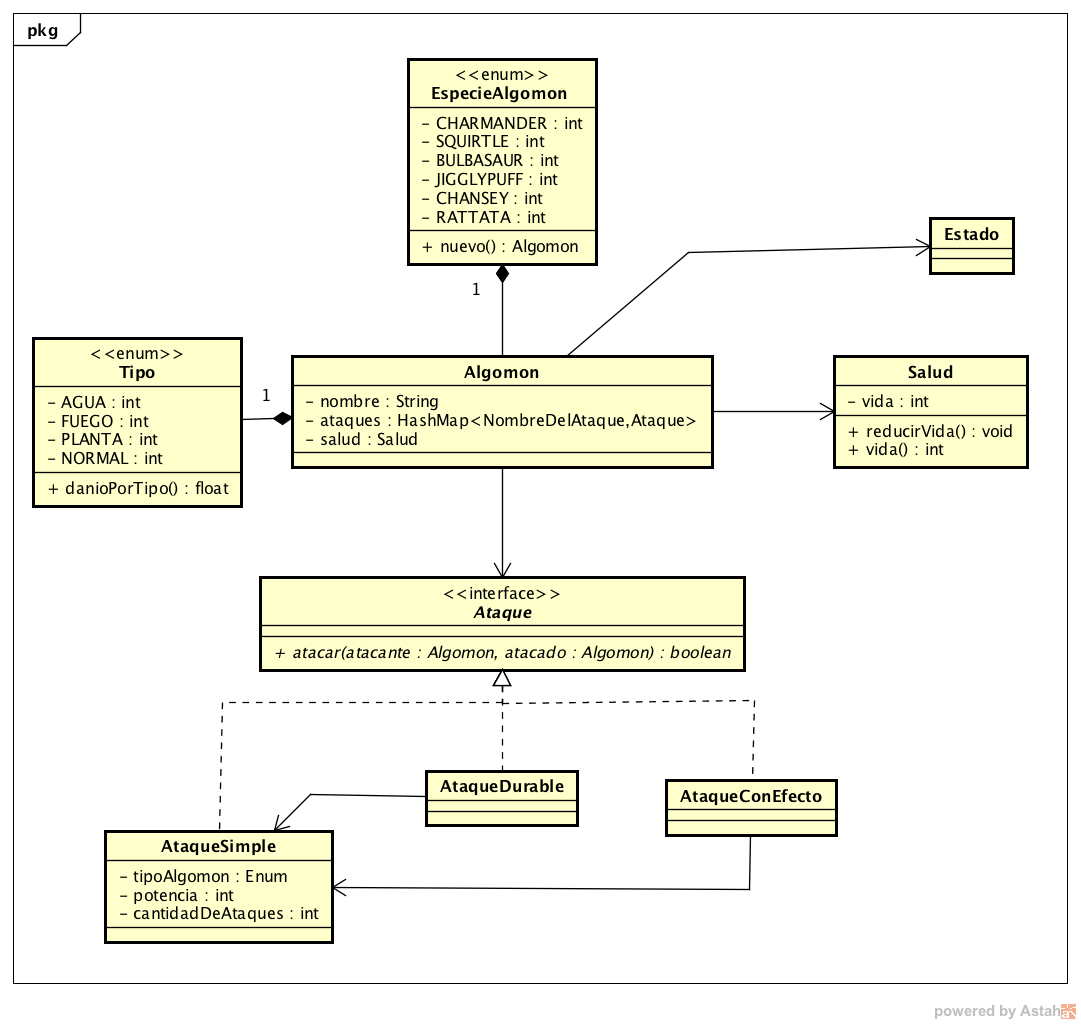 pkg
<<enum>>
EspecieAlgomon
- CHARMANDER : int
- SQUIRTLE : int
- BULBASAUR : int
- JIGGLYPUFF : int
- CHANSEY : int
- RATTATA : int
+ nuevo() : Algomon
1
Estado
<<enum>>
Tipo
- AGUA : int
- FUEGO : int
- PLANTA : int
- NORMAL : int
+ danioPorTipo() : float
1
Algomon
- nombre : String
- ataques : HashMap<NombreDelAtaque,Ataque>
- salud : Salud
Salud
- vida : int
+ reducirVida() : void
+ vida() : int
<<interface>>
Ataque
+ atacar(atacante : Algomon, atacado : Algomon) : boolean
AtaqueDurable
AtaqueConEfecto
AtaqueSimple
- tipoAlgomon : Enum
- potencia : int
- cantidadDeAtaques : int
powered by Astah